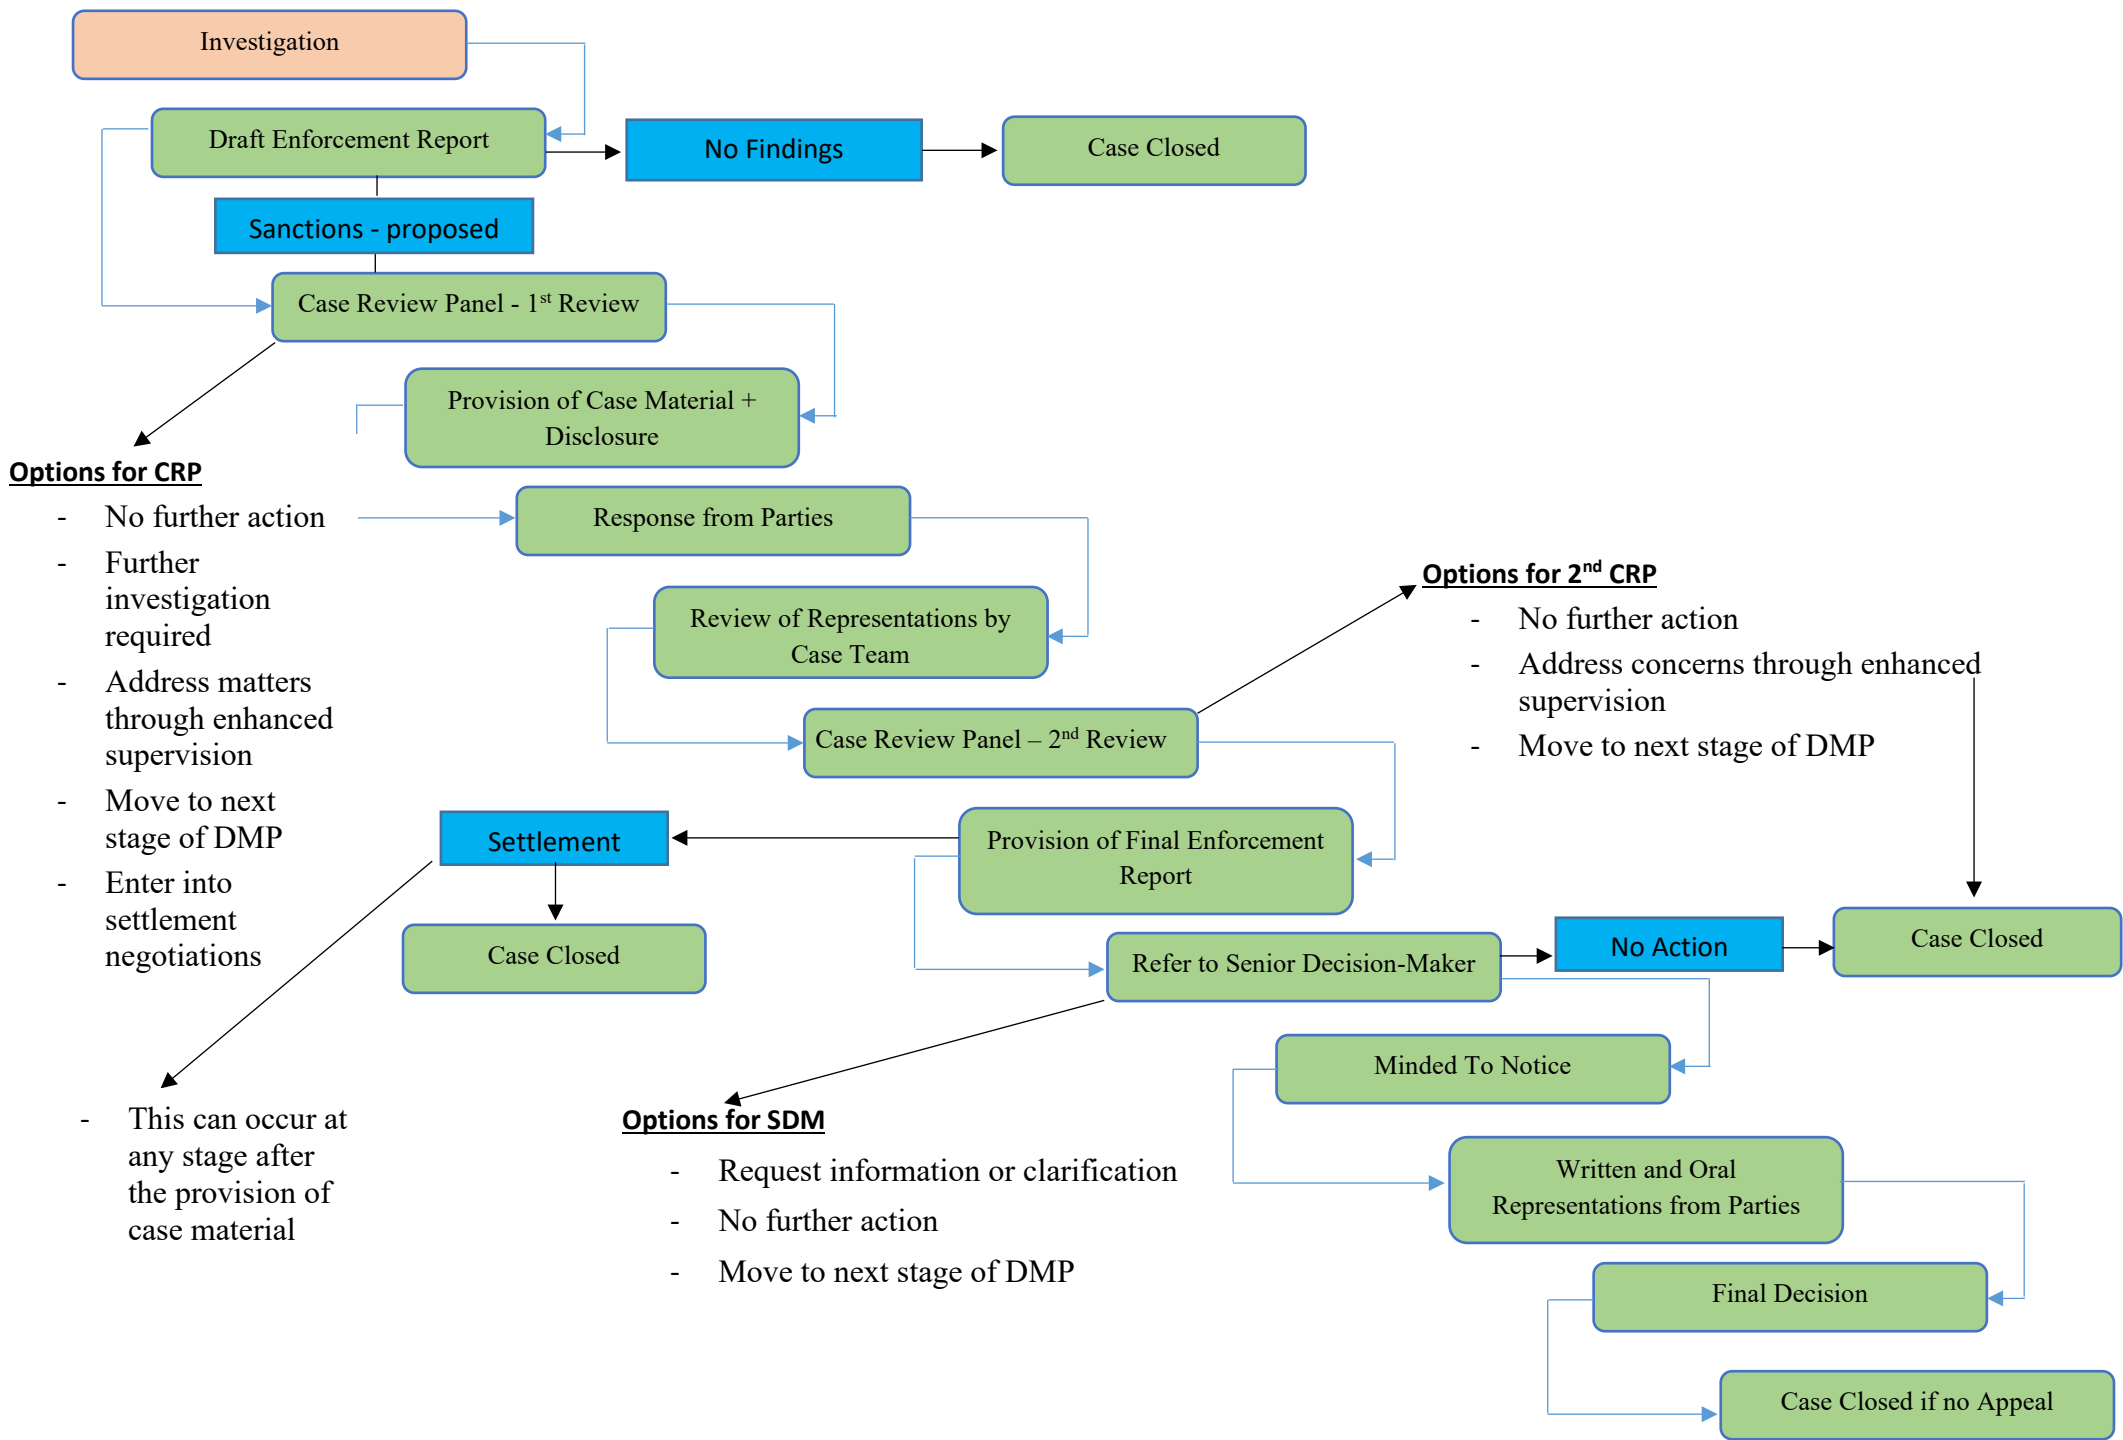 Investigation
Draft Enforcement Report
No Findings
Case Closed
Sanctions - proposed
Case Review Panel - 1st Review
Provision of Case Material +
Disclosure
Options for CRP
- No further action
- Further
investigation
required
- Address matters
through enhanced
supervision
- Move to next
stage of DMP
- Enter into
settlement
negotiations
Response from Parties
Review of Representations by
Case Team
Options for 2nd CRP
- No further action
- Address concerns through enhanced
supervision
- Move to next stage of DMP
Case Review Panel – 2nd Review
Provision of Final Enforcement
Report
Settlement
Case Closed
- This can occur at
any stage after
the provision of
case material
Refer to Senior Decision-Maker
No Action
Case Closed
Options for SDM
- Request information or clarification
- No further action
- Move to next stage of DMP
Minded To Notice
Written and Oral
Representations from Parties
Final Decision
Case Closed if no Appeal